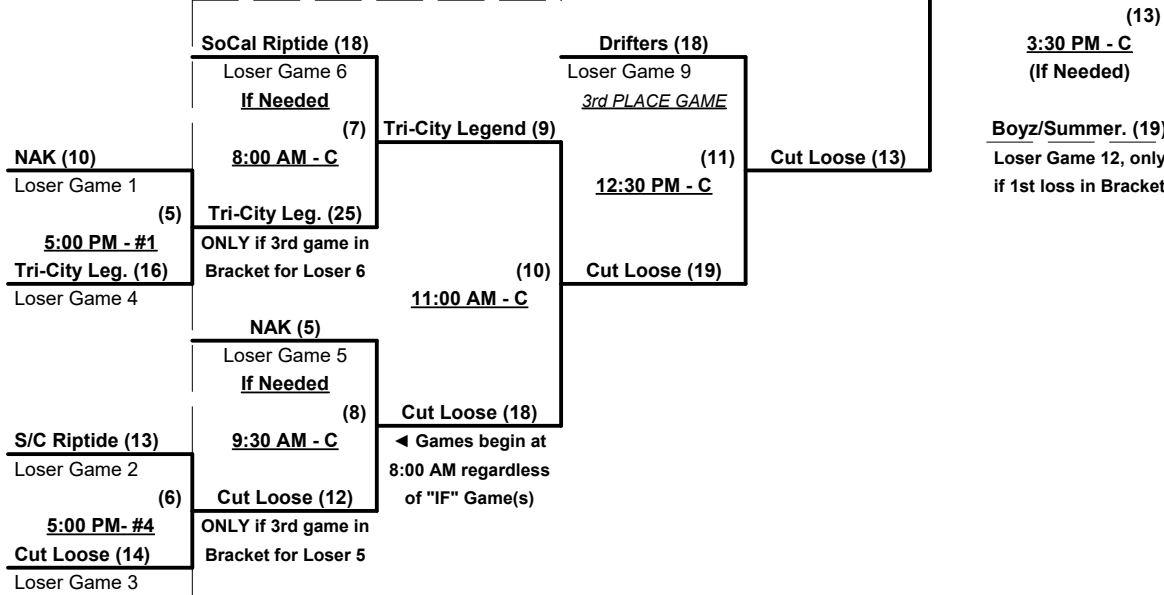 (13)
SoCal Riptide (18)
Drifters (18)
3:30 PM - C
Loser Game 6
Loser Game 9
(If Needed)
If Needed
3rd PLACE GAME
(7)
Tri-City Legend (9)
Boyz/Summer. (19)
NAK (10)
8:00 AM - C
(11)
Cut Loose (13)
Loser Game 12, only
Loser Game 1
12:30 PM - C
if 1st loss in Bracket
(5)
Tri-City Leg. (25)
5:00 PM - #1
ONLY if 3rd game in
Tri-City Leg. (16)
Bracket for Loser 6
(10)
Cut Loose (19)
Loser Game 4
11:00 AM - C
NAK (5)
Loser Game 5
If Needed
(8)
Cut Loose (18)
S/C Riptide (13)
9:30 AM - C
◄ Games begin at
Loser Game 2
8:00 AM regardless
(6)
Cut Loose (12)
of "IF" Game(s)
5:00 PM- #4
ONLY if 3rd game in
Cut Loose (14)
Bracket for Loser 5
Loser Game 3